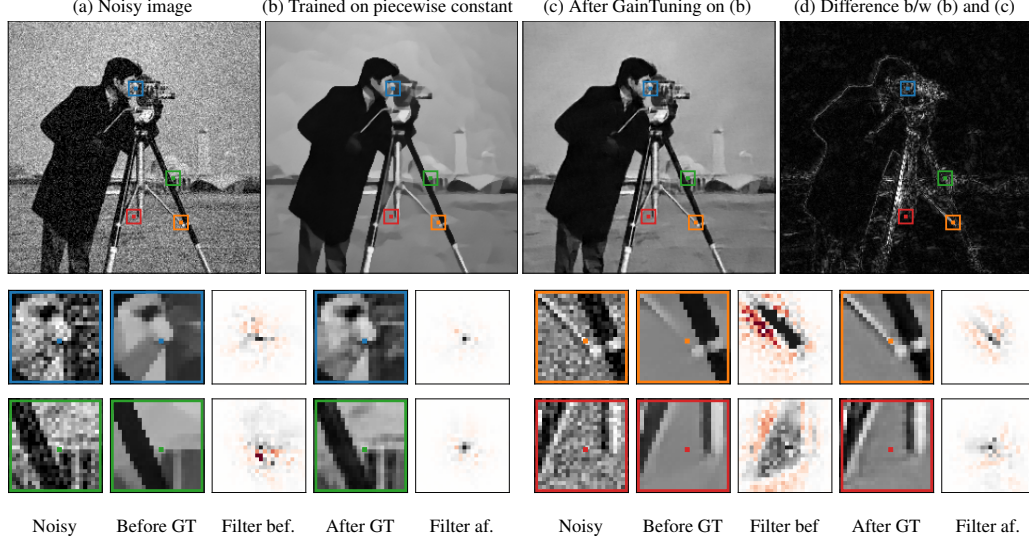 (a) Noisy image
(b) Trained on piecewise constant
(c) After GainTuning on (b)
(d) Difference b/w (b) and (c)
Noisy Before GT Filter bef. After GT Filter af. Noisy Before GT Filter bef After GT Filter af.